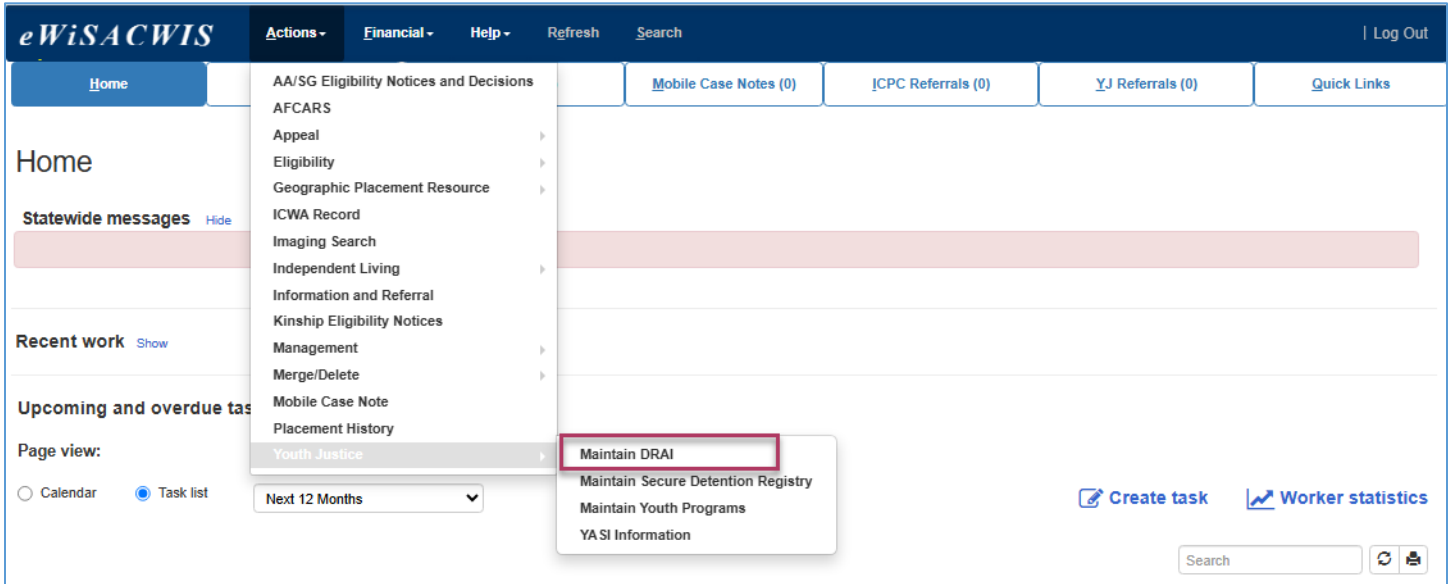 eWiSACWIS Actions Financial Help Refresh Search | Log Out
Home Mobile Case Notes (0) ICPC Referrals (0) YJ Referrals (0) Quick Links
AA/SG Eligibility Notices and Decisions
AFCARS
Appeal
Eligibility
Geographic Placement Resource
ICWA Record
Imaging Search
Independent Living
Information and Referral
Kinship Eligibility Notices
Management
Merge/Delete
Mobile Case Note
Placement History
Youth Justice
Maintain DRAI
Maintain Secure Detention Registry
Maintain Youth Programs
YASI Information
Home
Statewide messages Hide
Recent work Show
Upcoming and overdue tas
Page view:
Calendar Task list Next 12 Months Create task Worker statistics
Search